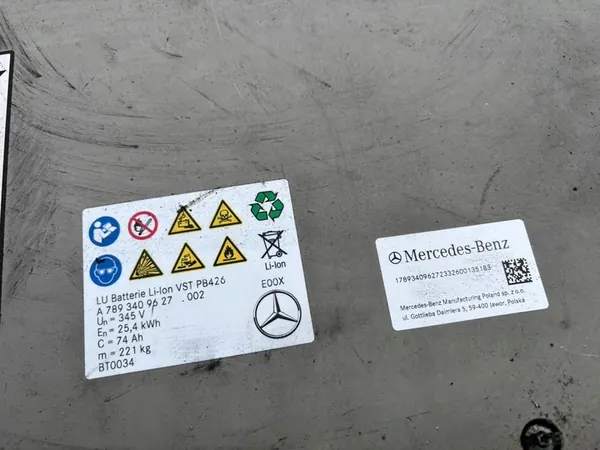 Li-Ion
LU Batterie Li-Ion VST PB426
A 789 340 96 27 .002
Un = 345 V
En = 25,4 kWh
C = 74 Ah
m = 221 kg
BT0034
E00X
Mercedes-Benz
1789340962723326001351B3
Mercedes-Benz Manufacturing Poland sp. z o.o.
ul. Gottlieba Daimlera 5, 59-400 Jawor, Polska